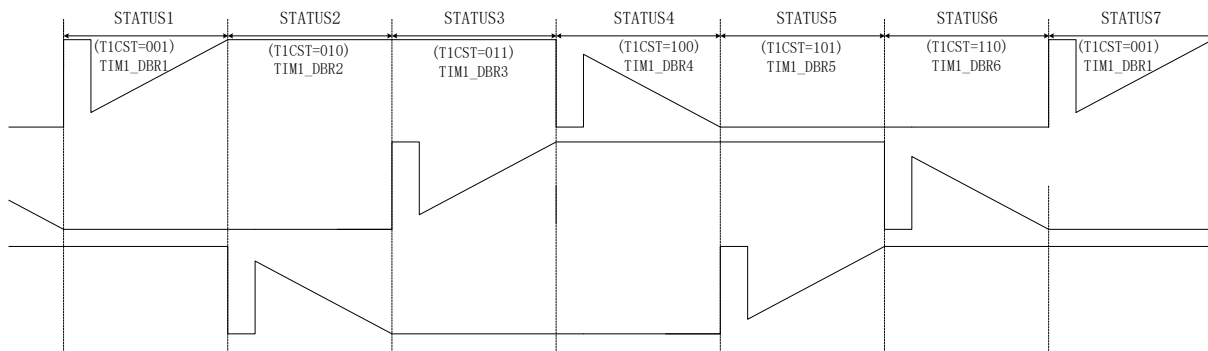 STATUS1 STATUS2 STATUS3 STATUS4 STATUS5 STATUS6 STATUS7
(T1CST=001) (T1CST=010) (T1CST=011) (T1CST=100) (T1CST=101) (T1CST=110) (T1CST=001)
TIM1_DBR1 TIM1_DBR2 TIM1_DBR3 TIM1_DBR4 TIM1_DBR5 TIM1_DBR6 TIM1_DBR1